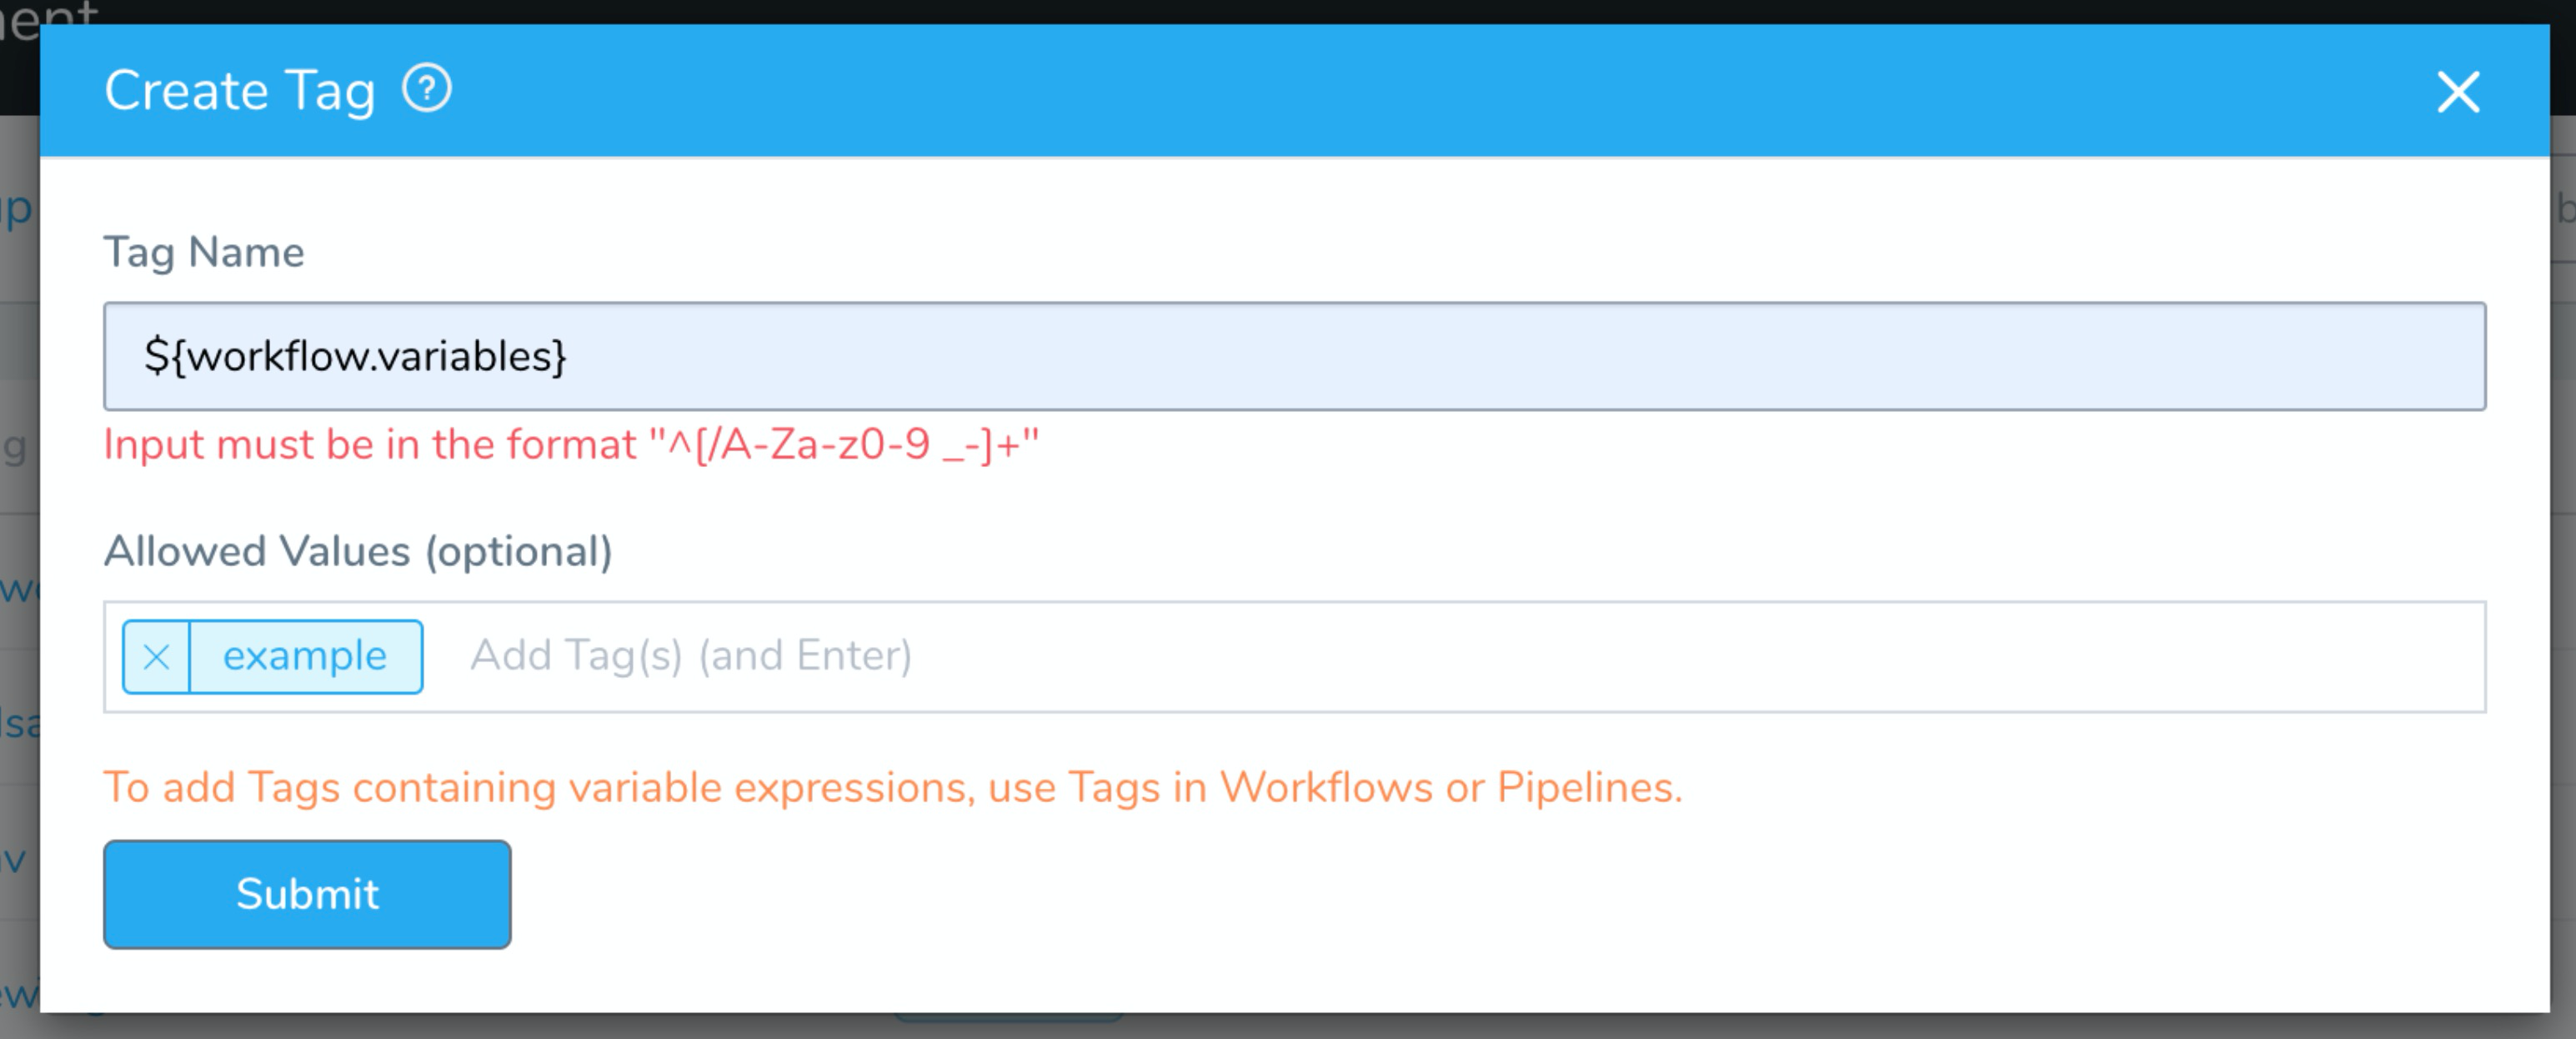 Create Tag ?
Tag Name
${workflow.variables}
Input must be in the format "^[/A-Za-z0-9 _-]+"
Allowed Values (optional)
example Add Tag(s) (and Enter)
To add Tags containing variable expressions, use Tags in Workflows or Pipelines.
Submit